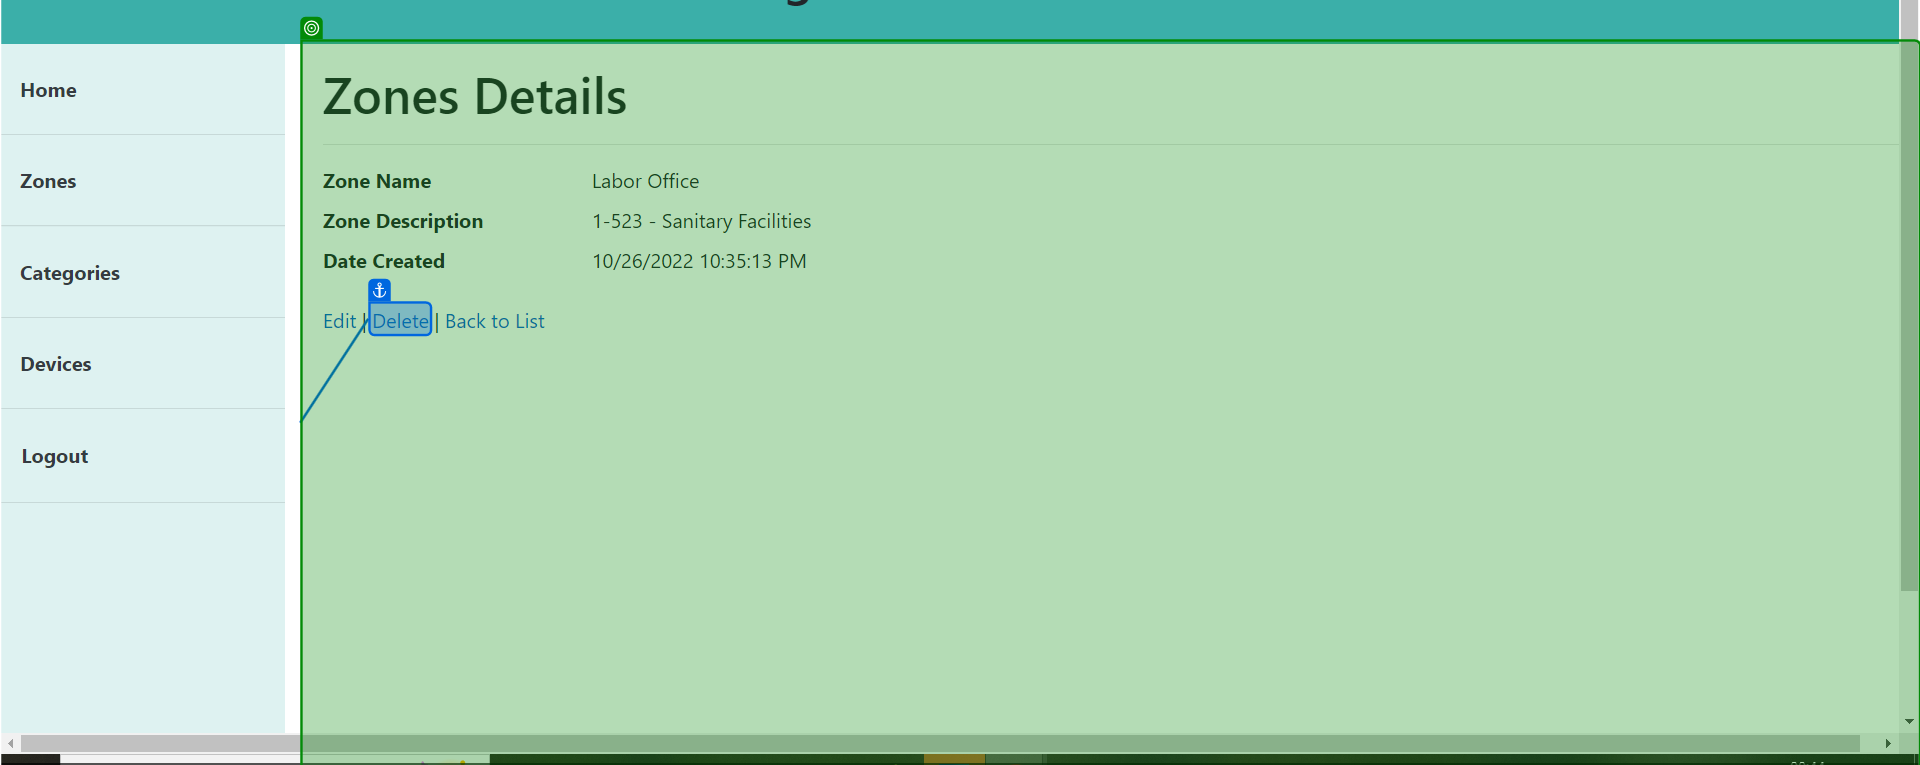 Home
Zones
Categories
Devices
Logout
Zones Details
Zone Name Labor Office
Zone Description 1-523 - Sanitary Facilities
Date Created 10/26/2022 10:35:13 PM
Edit | Delete | Back to List